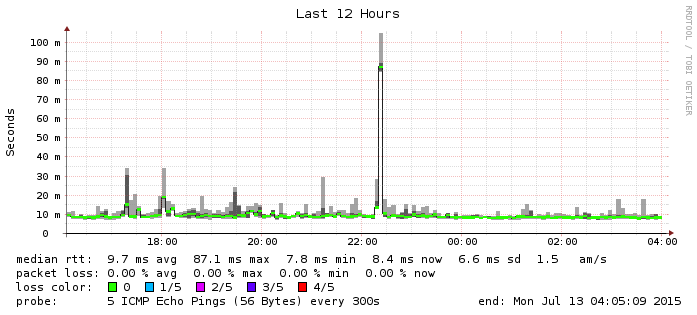 Last 12 Hours
RRDTOOL / TOBI OETIKER
Seconds
100 m
90 m
80 m
70 m
60 m
50 m
40 m
30 m
20 m
10 m
0
18:00 20:00 22:00 00:00 02:00 04:00
median rtt: 9.7 ms avg 87.1 ms max 7.8 ms min 8.4 ms now 6.6 ms sd 1.5 am/s
packet loss: 0.00 % avg 0.00 % max 0.00 % min 0.00 % now
loss color: 0 1/5 2/5 3/5 4/5
probe: 5 ICMP Echo Pings (56 Bytes) every 300s end: Mon Jul 13 04:05:09 2015